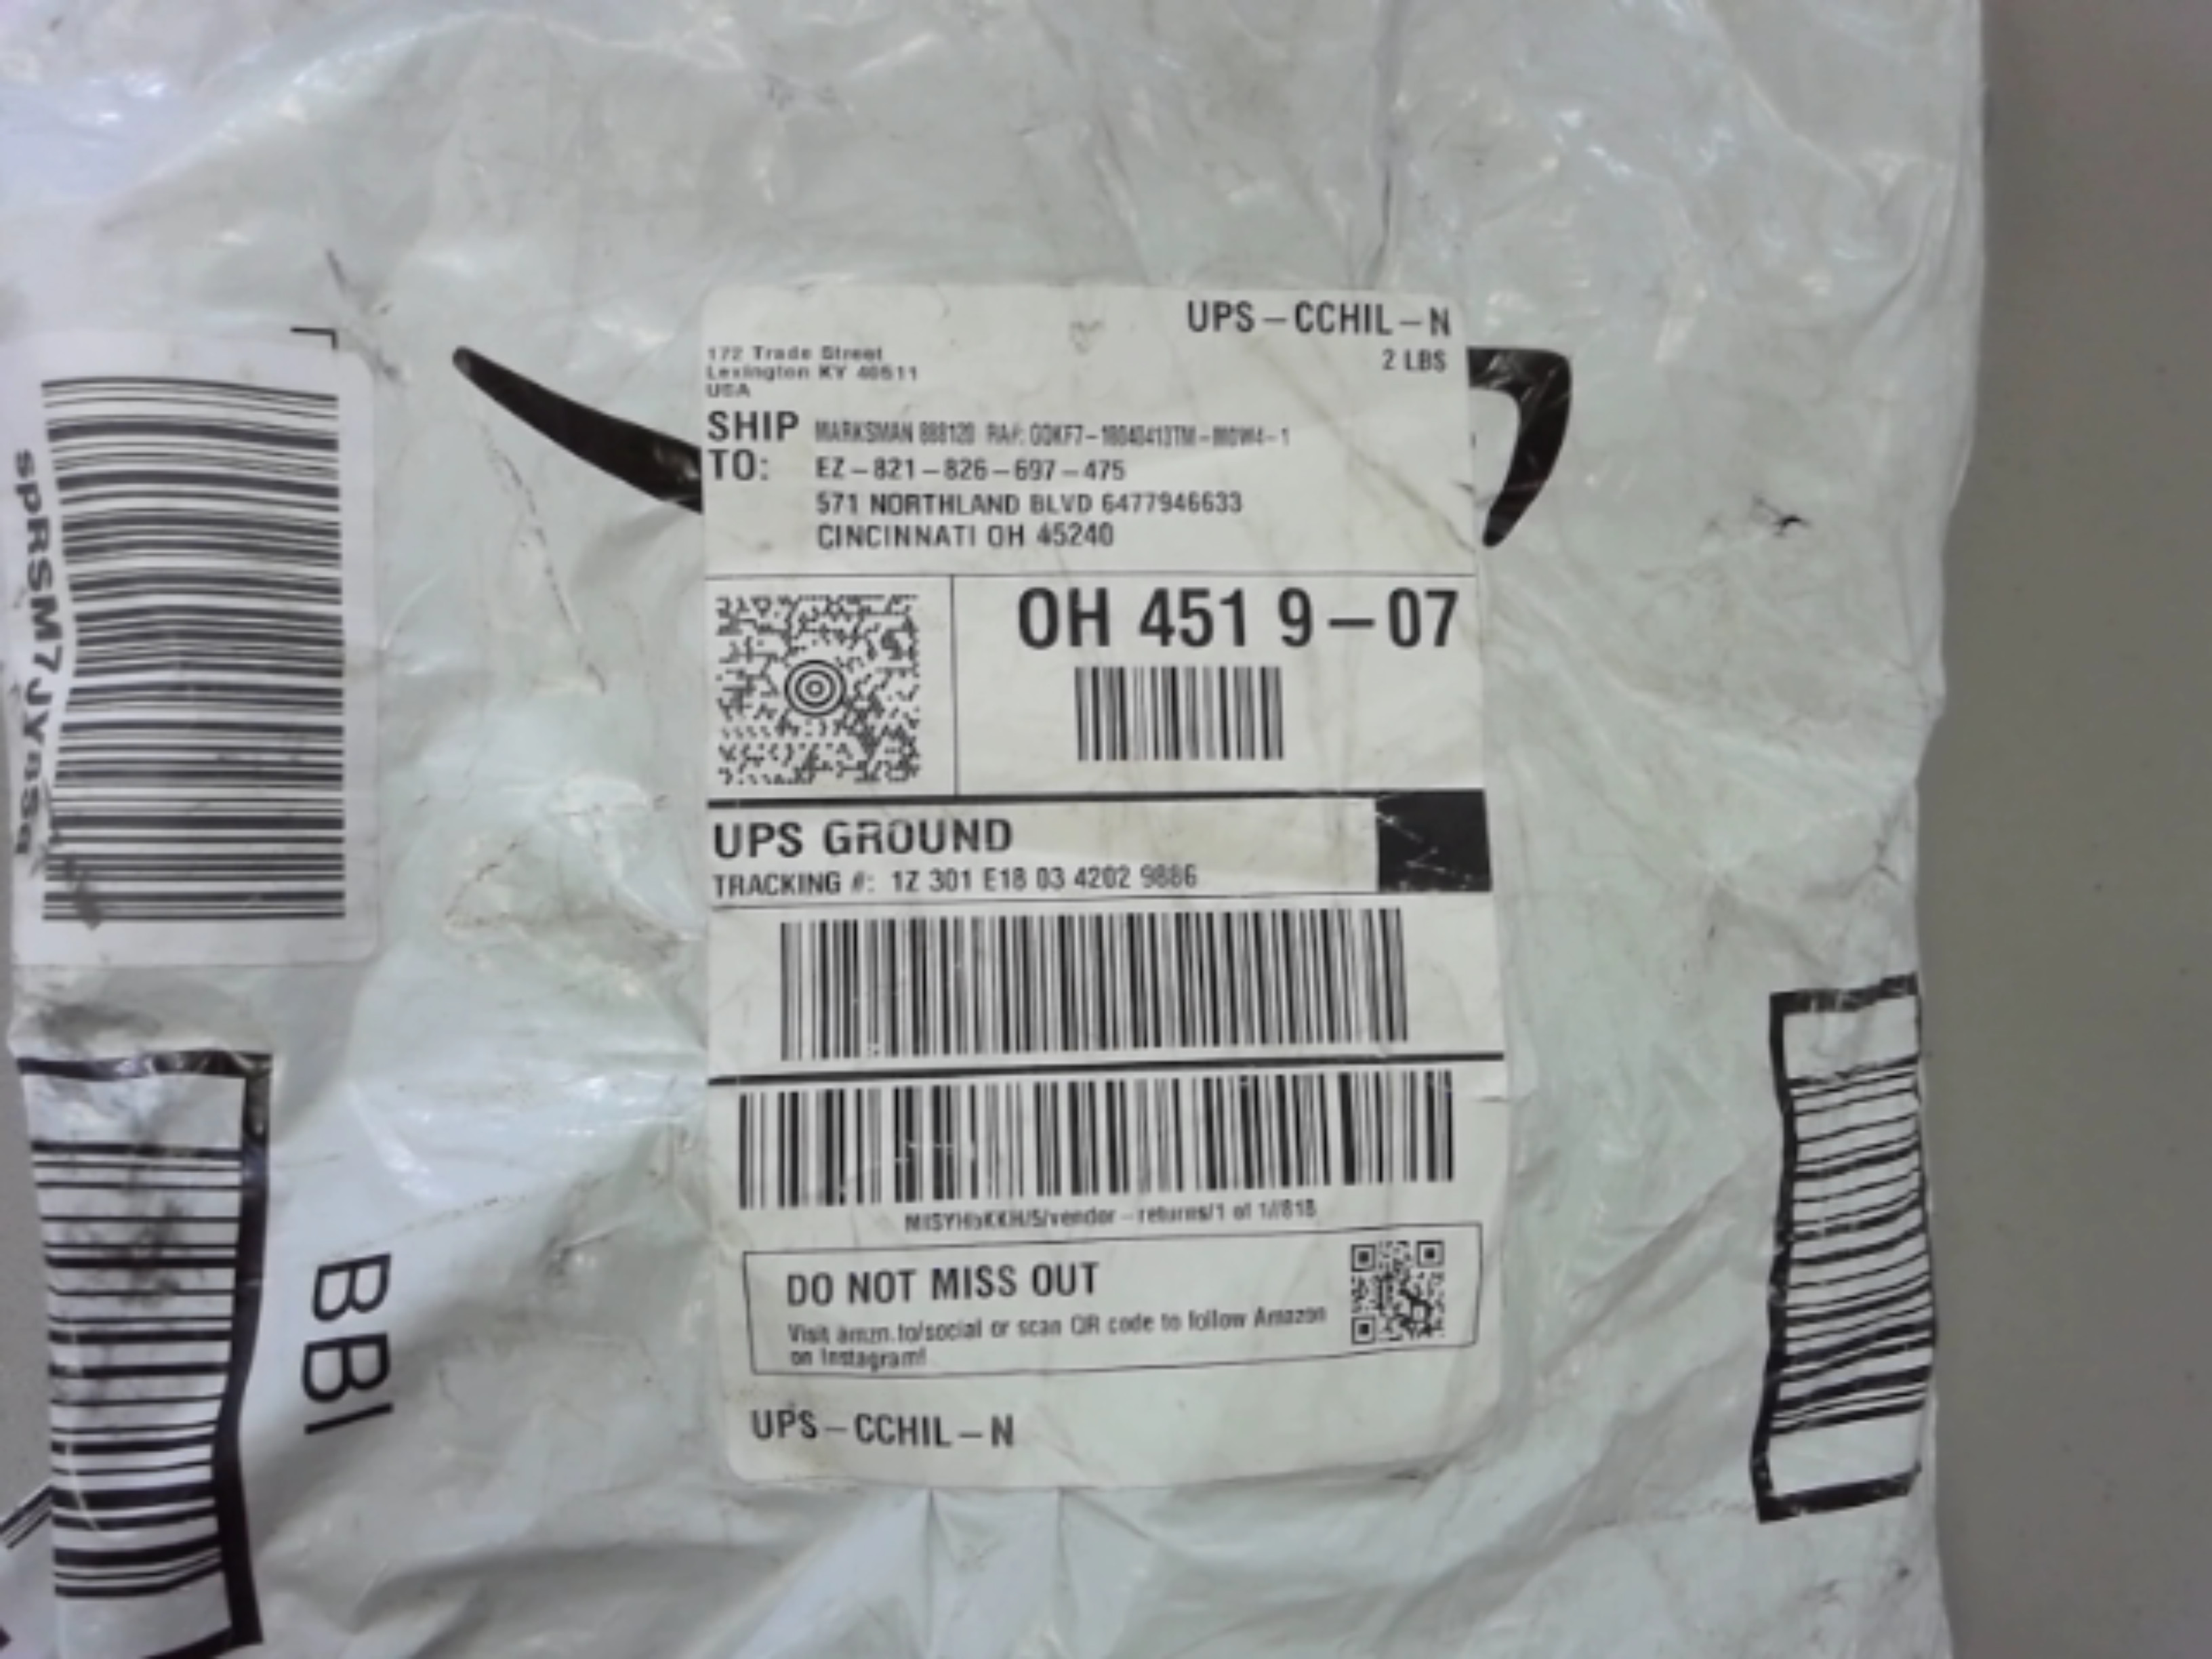 UPS-CCHIL-N
2 LBS
172 Trade Street
Lexington KY 40511
USA
SHIP TO:
MARKSMAN 888120 RA#:
EZ-821-826-697-475
571 NORTHLAND BLVD 6477946633
CINCINNATI OH 45240
OH 451 9-07
UPS GROUND
TRACKING #: 1Z 301 E18 03 4202 9886
DO NOT MISS OUT
Visit amzn.to/social or scan QR code to follow Amazon
on Instagram!
UPS-CCHIL-N
BBI